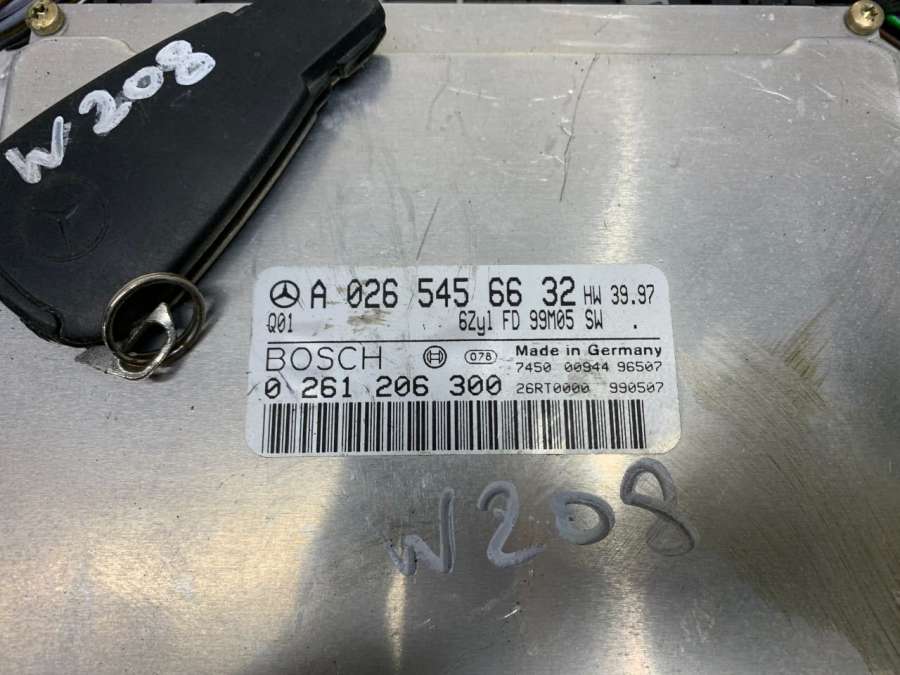 W 208
A 026 545 66 32 HW 39.97
Q01 6Zyl FD 99M05 SW .
BOSCH 078 Made in Germany
7450 00944 96507
0 261 206 300 26RT0000 990507
W208